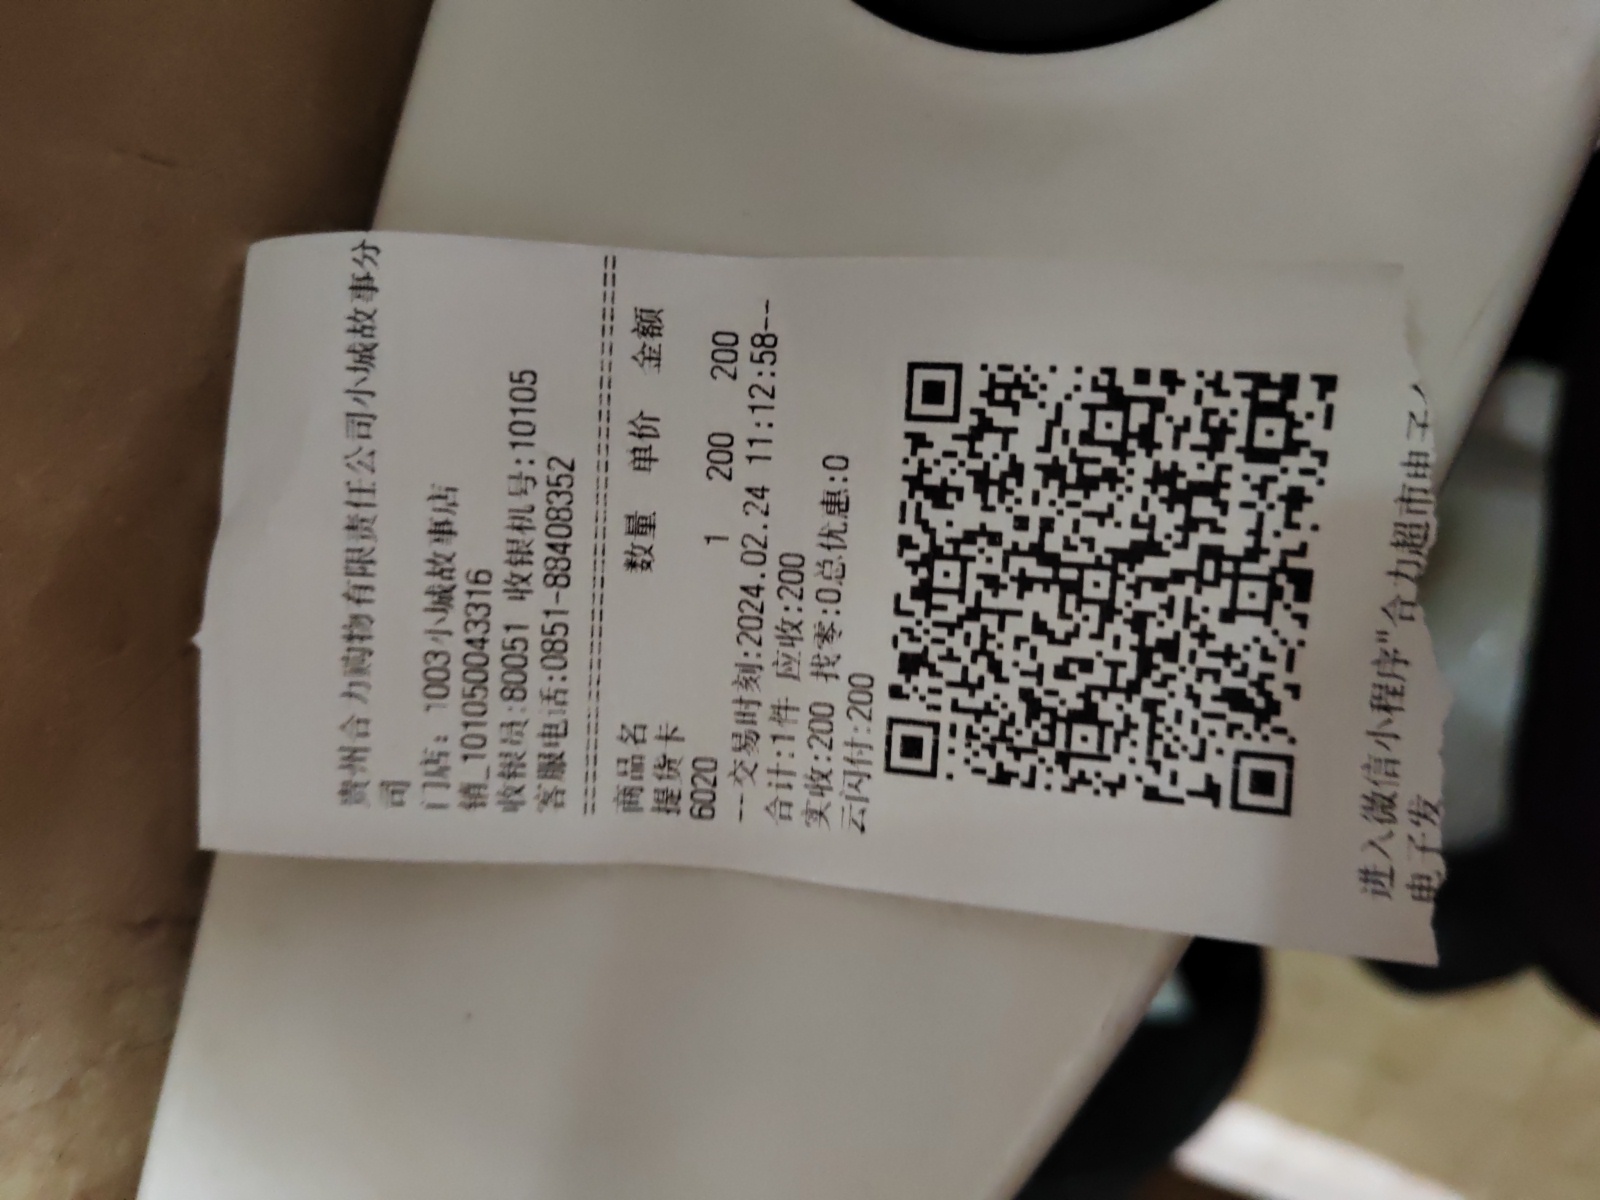 贵州合力购物有限责任公司小城故事分
司
门店: 1003小城故事店
销_101050043316
收银员:80051 收银机号:10105
客服电话:0851-88408352
==============================
商品名 数量 单价 金额
提货卡
6020 1 200 200
---交易时刻:2024.02.24 11:12:58---
合计:1件 应收:200
实收:200 找零:0总优惠:0
云闪付:200
进入微信小程序"合力超市电子
电子发